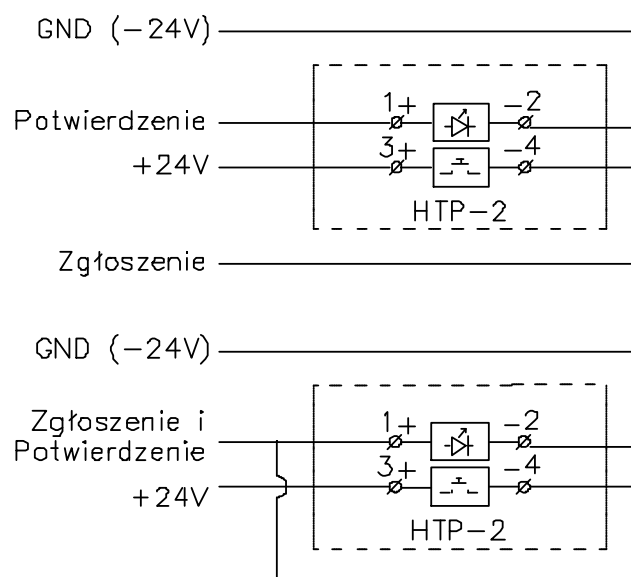 GND (-24V)
1+ -2
Potwierdzenie
3+ -4
+24V
HTP-2
Zgłoszenie
GND (-24V)
1+ -2
Zgłoszenie i
Potwierdzenie
3+ -4
+24V
HTP-2